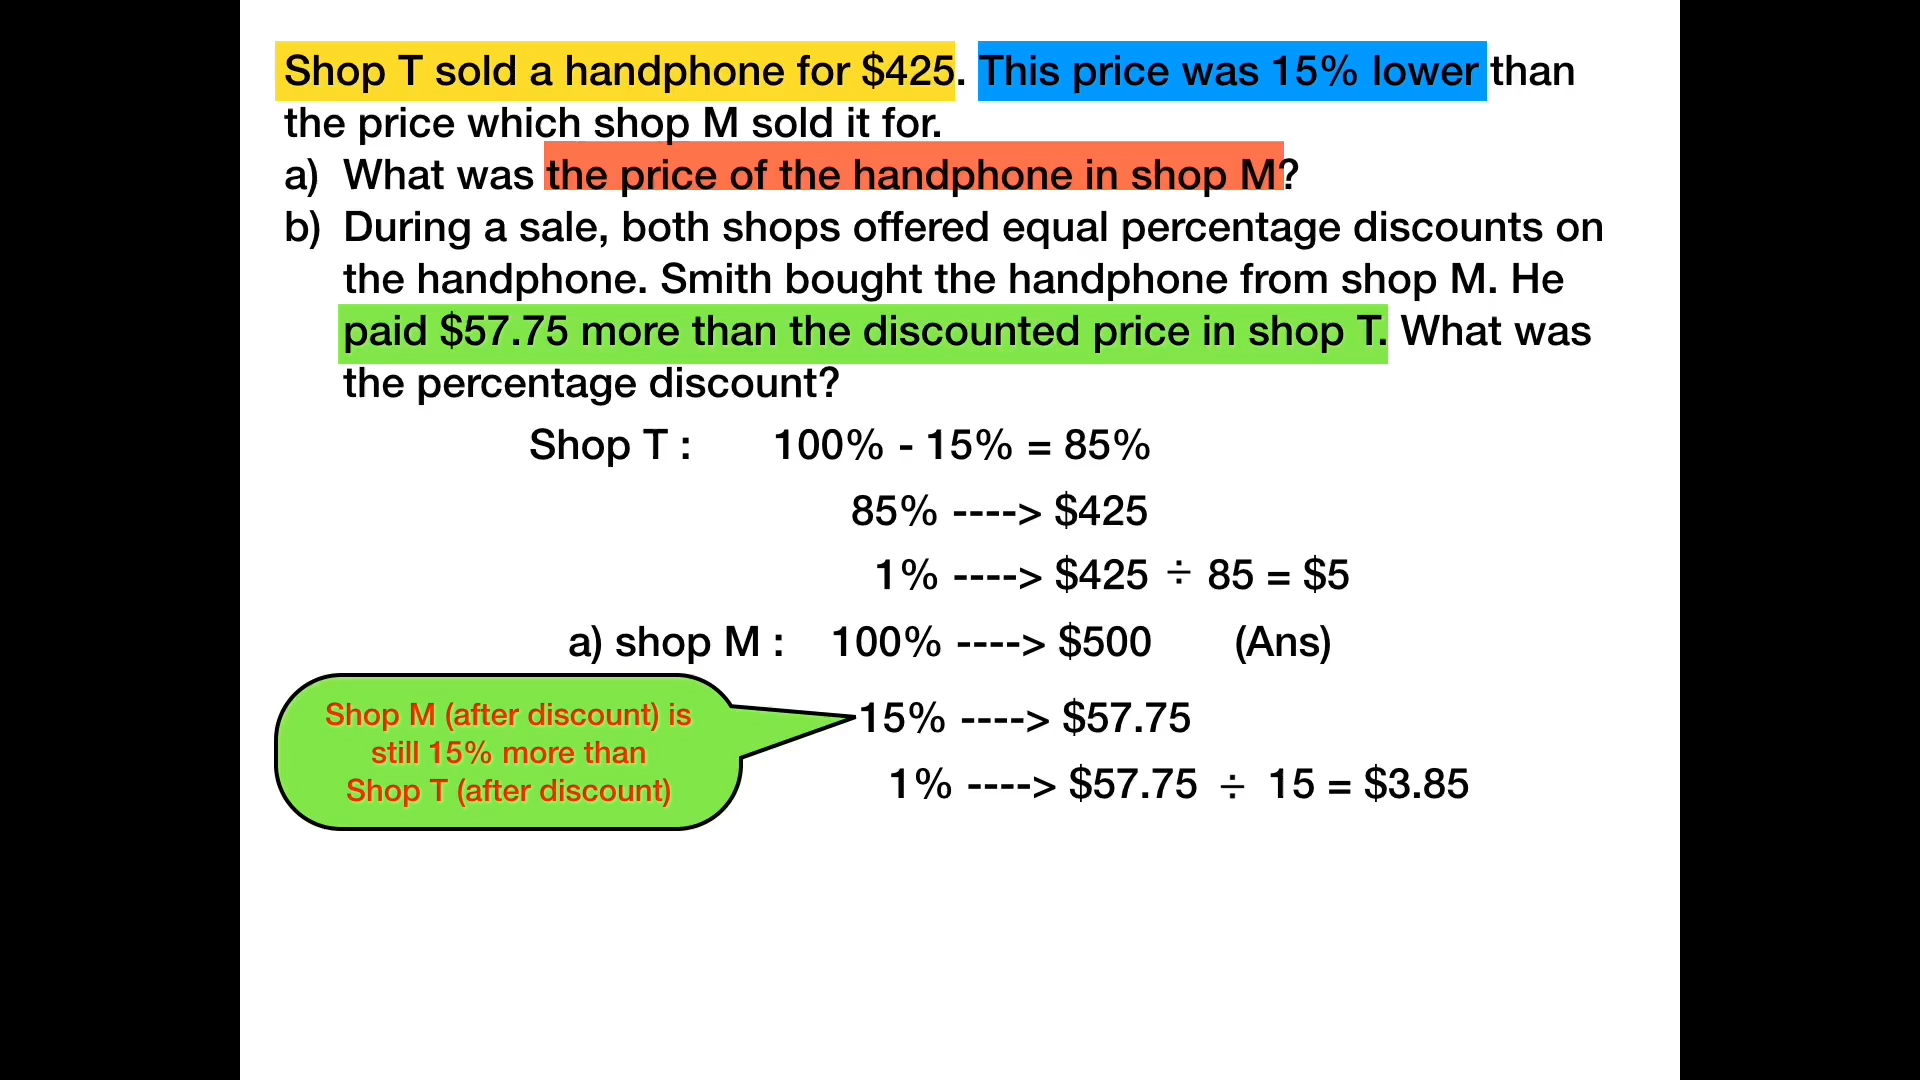 Shop T sold a handphone for $425. This price was 15% lower than
the price which shop M sold it for.
a) What was the price of the handphone in shop M?
b) During a sale, both shops offered equal percentage discounts on
the handphone. Smith bought the handphone from shop M. He
paid $57.75 more than the discounted price in shop T. What was
the percentage discount?
Shop T : 100% - 15% = 85%
85% ----> $425
1% ----> $425 ÷ 85 = $5
a) shop M : 100% ----> $500 (Ans)
Shop M (after discount) is
still 15% more than
Shop T (after discount)
15% ----> $57.75
1% ----> $57.75 ÷ 15 = $3.85